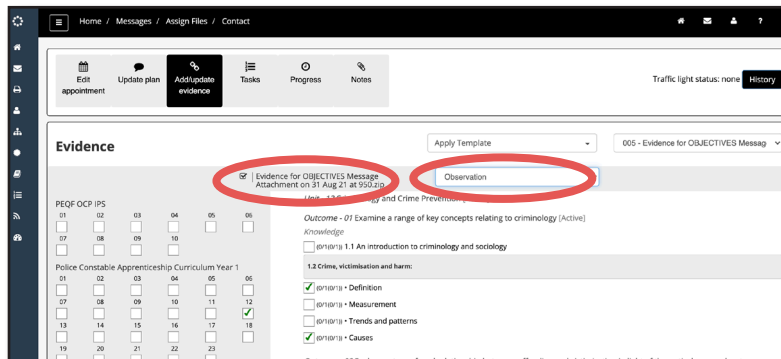 Home / Messages / Assign Files / Contact
?
Edit appointment
Update plan
Add/update evidence
Tasks
Progress
Notes
Traffic light status: none
History
Evidence
Apply Template
005 - Evidence for OBJECTIVES Messag
Evidence for OBJECTIVES Message
Attachment on 31 Aug 21 at 950.zip
Observation
PEQF OCP IPS
01 02 03 04 05 06
07 08 09 10
Police Constable Apprenticeship Curriculum Year 1
01 02 03 04 05 06
07 08 09 10 11 12
13 14 15 16 17 18
19 20 21 22 23
and Crime
Outcome - 01 Examine a range of key concepts relating to criminology [Active]
Knowledge
(0/1(0/1)) 1.1 An introduction to criminology and sociology
1.2 Crime, victimisation and harm:
(0/1(0/1)) • Definition
(0/1(0/1)) • Measurement
(0/1(0/1)) • Trends and patterns
(0/1(0/1)) • Causes